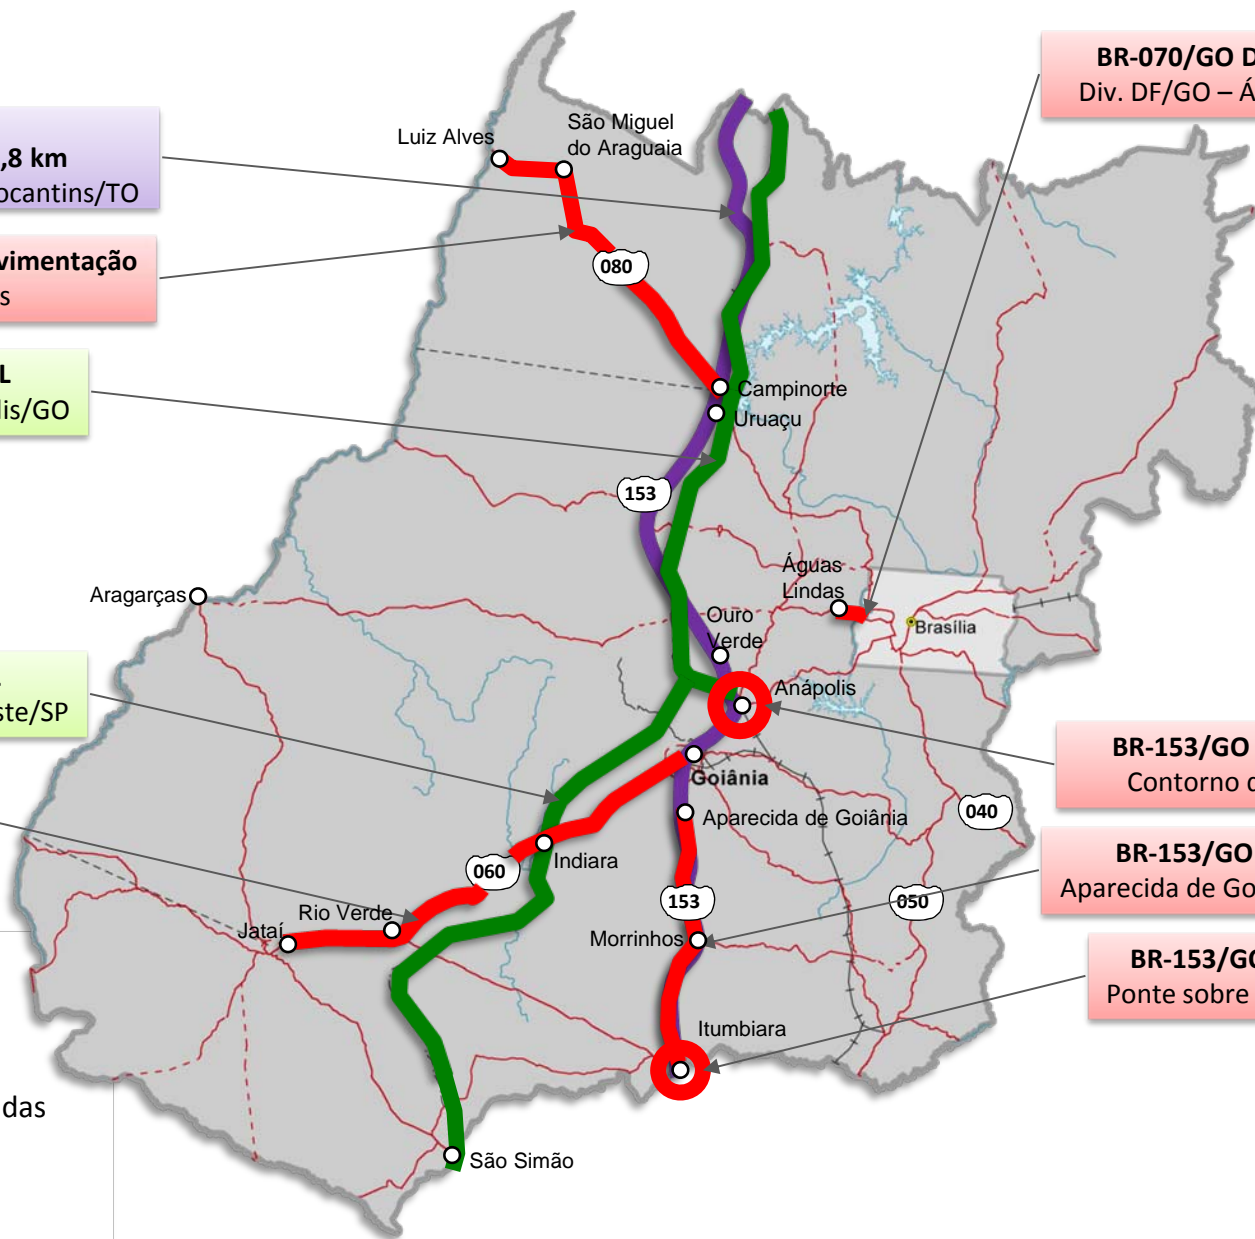 BR-070/GO D
Div. DF/GO – Á
,8 km
ocantins/TO
vimentação
s
L
lis/GO
ste/SP
BR-153/GO
Contorno d
BR-153/GO
Aparecida de Go
BR-153/GO
Ponte sobre
das
Luiz Alves
São Miguel
do Araguaia
080
Campinorte
Uruaçu
153
Águas
Lindas
Aragarças
Brasília
Ouro
Verde
Anápolis
Goiânia
Aparecida de Goiânia
040
Indiara
060
153
050
Rio Verde
Jataí
Morrinhos
Itumbiara
São Simão